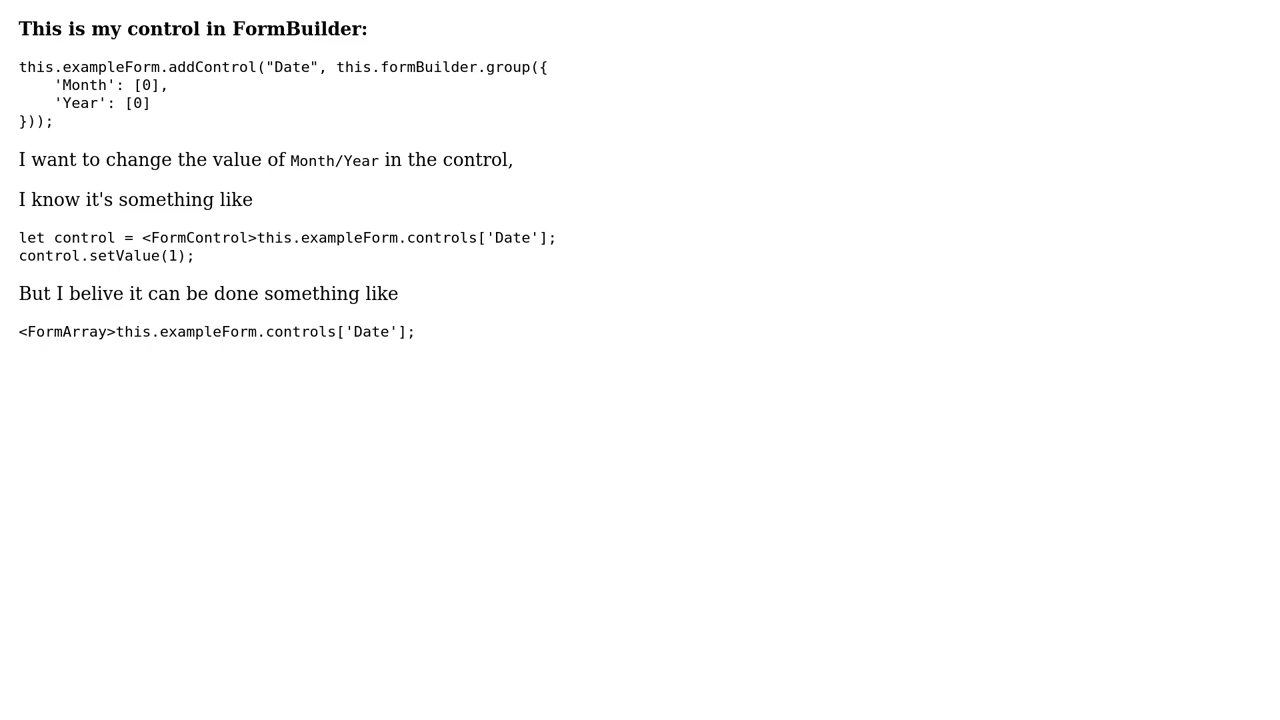 This is my control in FormBuilder:
this.exampleForm.addControl("Date", this.formBuilder.group({
    'Month': [0],
    'Year': [0]
}));
I want to change the value of Month/Year in the control,
I know it's something like
let control = <FormControl>this.exampleForm.controls['Date'];
control.setValue(1);
But I belive it can be done something like
<FormArray>this.exampleForm.controls['Date'];